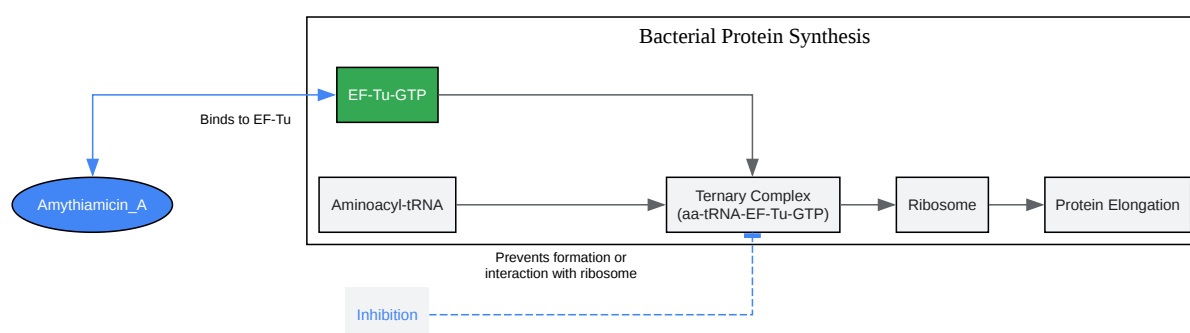 Bacterial Protein Synthesis
EF-Tu-GTP
Binds to EF-Tu
Amythiamicin_A
Aminoacyl-tRNA
Ternary Complex
(aa-tRNA-EF-Tu-GTP)
Ribosome
Protein Elongation
Prevents formation or
interaction with ribosome
Inhibition